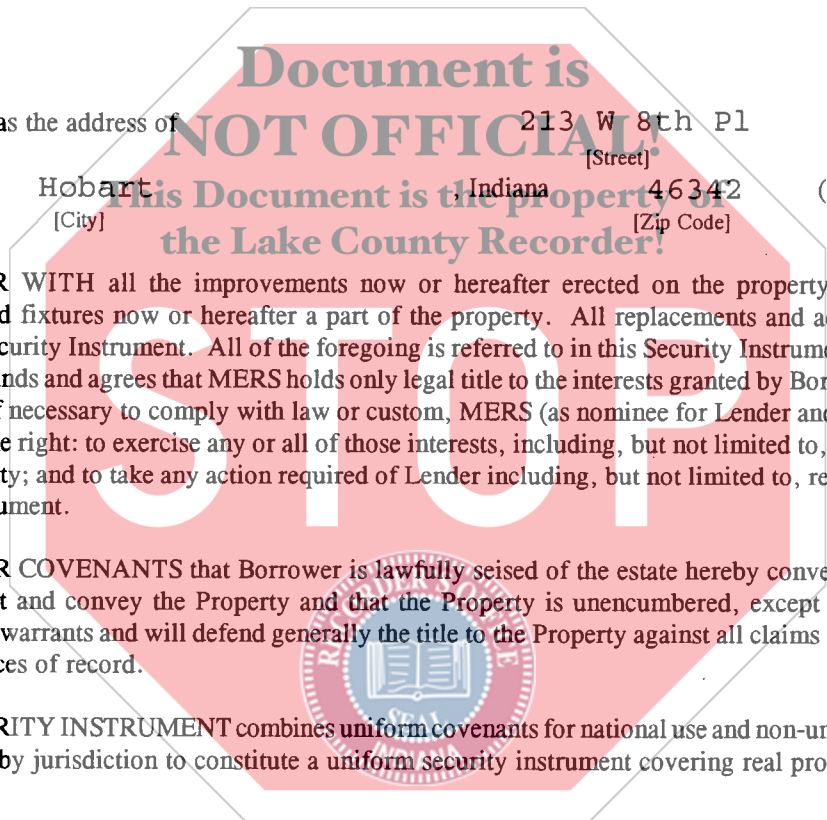 Document is
as the address of 213 W 8th Pl
NOT OFFICIAL!
[Street]
Hobart , Indiana 46342 (
This Document is the property of
[City] [Zip Code]
the Lake County Recorder!
R WITH all the improvements now or hereafter erected on the property
d fixtures now or hereafter a part of the property. All replacements and a
curity Instrument. All of the foregoing is referred to in this Security Instrume
nds and agrees that MERS holds only legal title to the interests granted by Bor
f necessary to comply with law or custom, MERS (as nominee for Lender and
e right: to exercise any or all of those interests, including, but not limited to,
ty; and to take any action required of Lender including, but not limited to, re
ument.
STOP
R COVENANTS that Borrower is lawfully seised of the estate hereby conve
t and convey the Property and that the Property is unencumbered, except
warrants and will defend generally the title to the Property against all claims
ces of record.
RECORDER'S OFFICE
SEAL
INDIANA
RITY INSTRUMENT combines uniform covenants for national use and non-un
by jurisdiction to constitute a uniform security instrument covering real pro